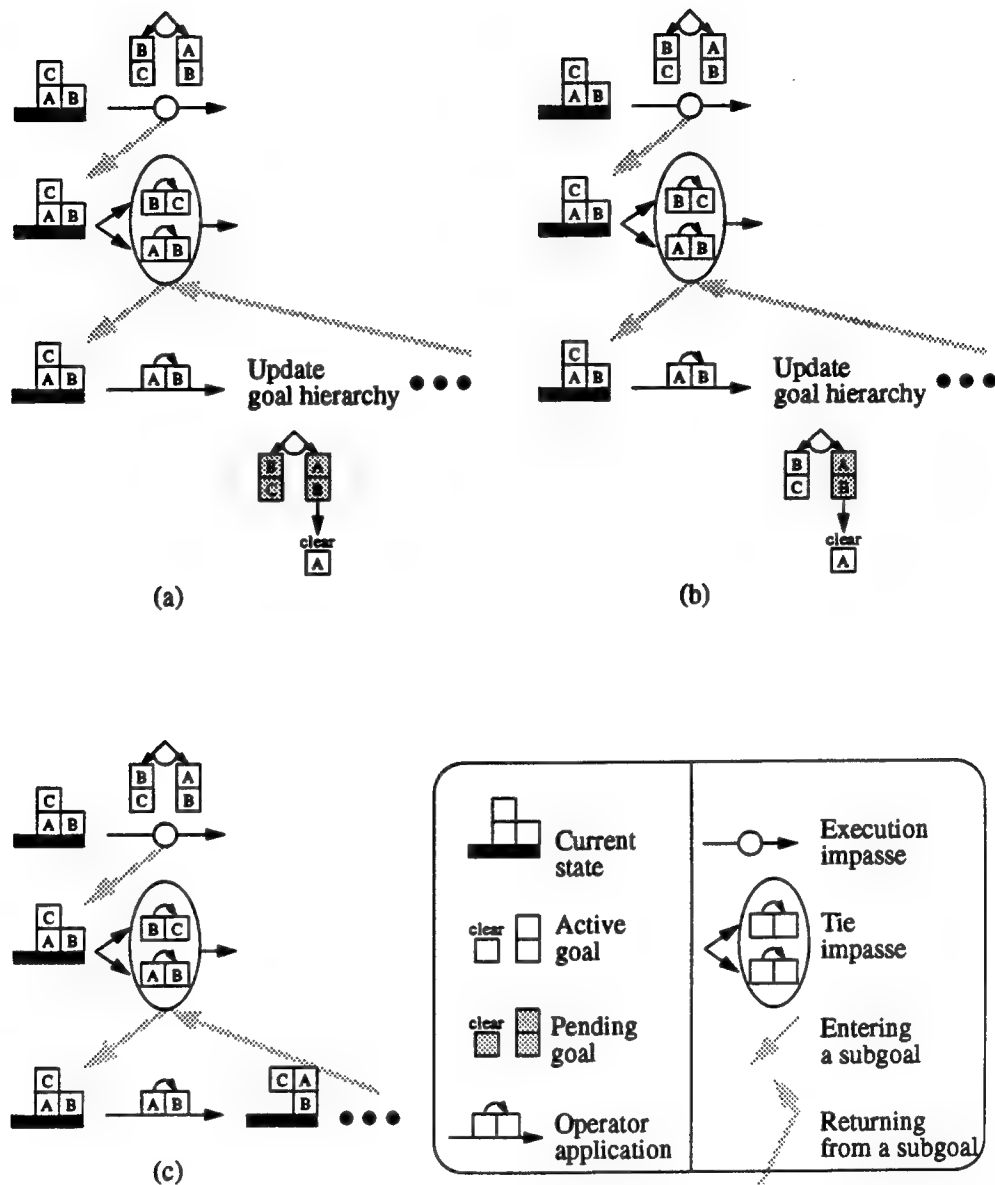 B A
C B
C
A B
C
A B
B C
A B
C
A B
A B
Update
goal hierarchy
B A
C B
clear
A
(a)
B A
C B
C
A B
C
A B
B C
A B
C
A B
A B
Update
goal hierarchy
B A
C B
clear
A
(b)
B A
C B
C
A B
C
A B
B C
A B
C
A B
A B
C A
B
(c)
Current
state
clear
Active
goal
clear
Pending
goal
Operator
application
Execution
impasse
Tie
impasse
Entering
a subgoal
Returning
from a subgoal